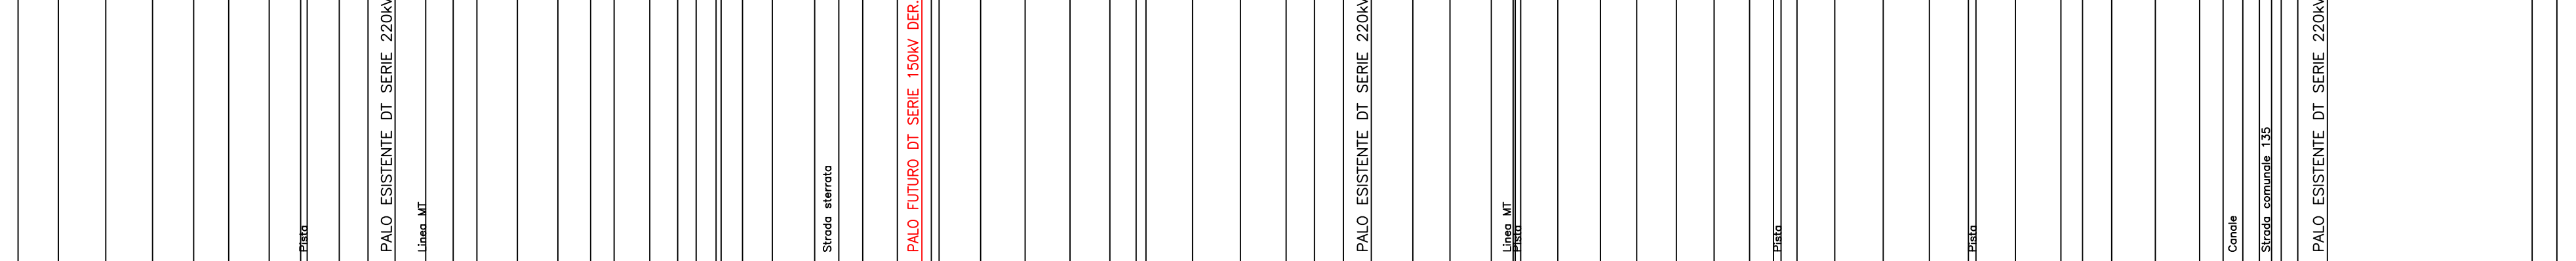 Pista
PALO ESISTENTE DT SERIE 220kV
Linea MT
Strada sterrata
PALO FUTURO DT SERIE 150kV DER.
PALO ESISTENTE DT SERIE 220kV
Linea MT
Pista
Pista
Pista
Canale
Strada comunale 135
PALO ESISTENTE DT SERIE 220kV